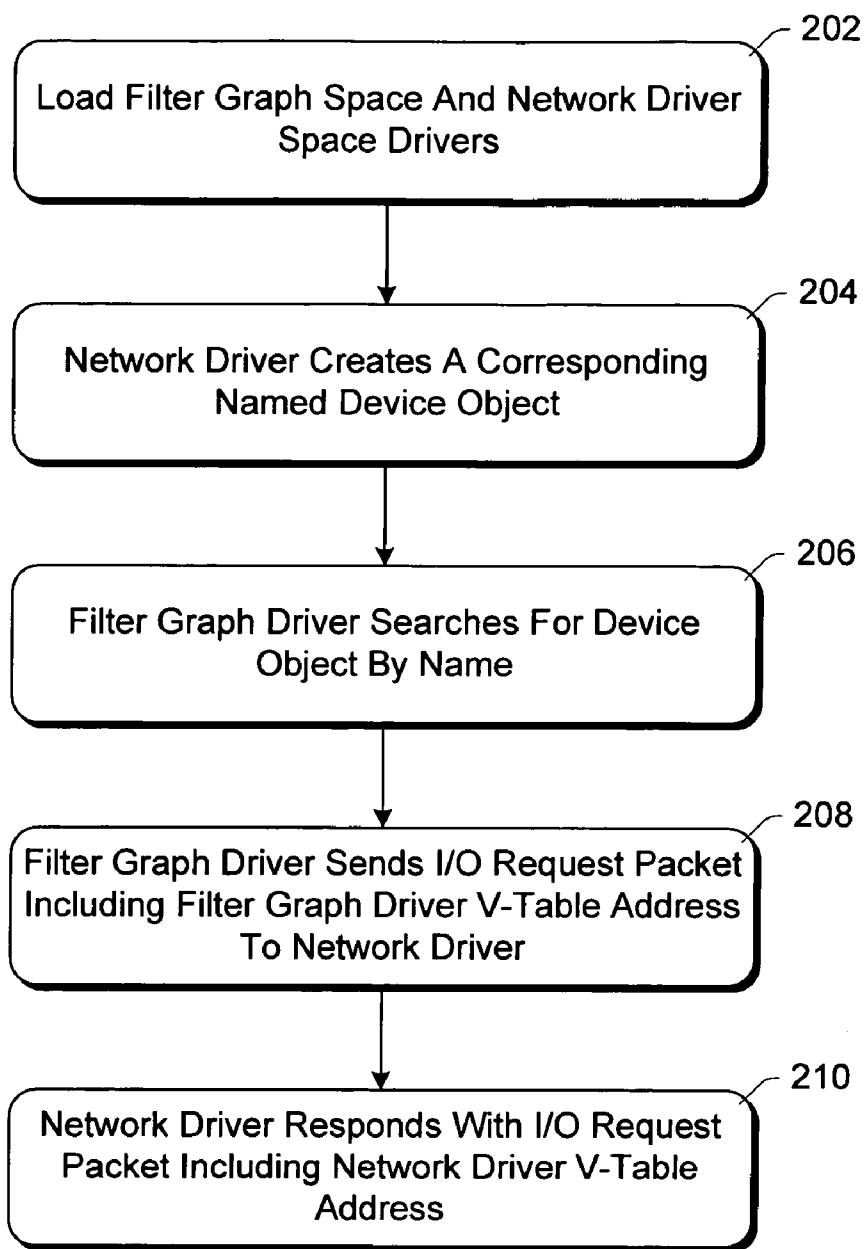 202
Load Filter Graph Space And Network Driver
Space Drivers
204
Network Driver Creates A Corresponding
Named Device Object
206
Filter Graph Driver Searches For Device
Object By Name
208
Filter Graph Driver Sends I/O Request Packet
Including Filter Graph Driver V-Table Address
To Network Driver
210
Network Driver Responds With I/O Request
Packet Including Network Driver V-Table
Address